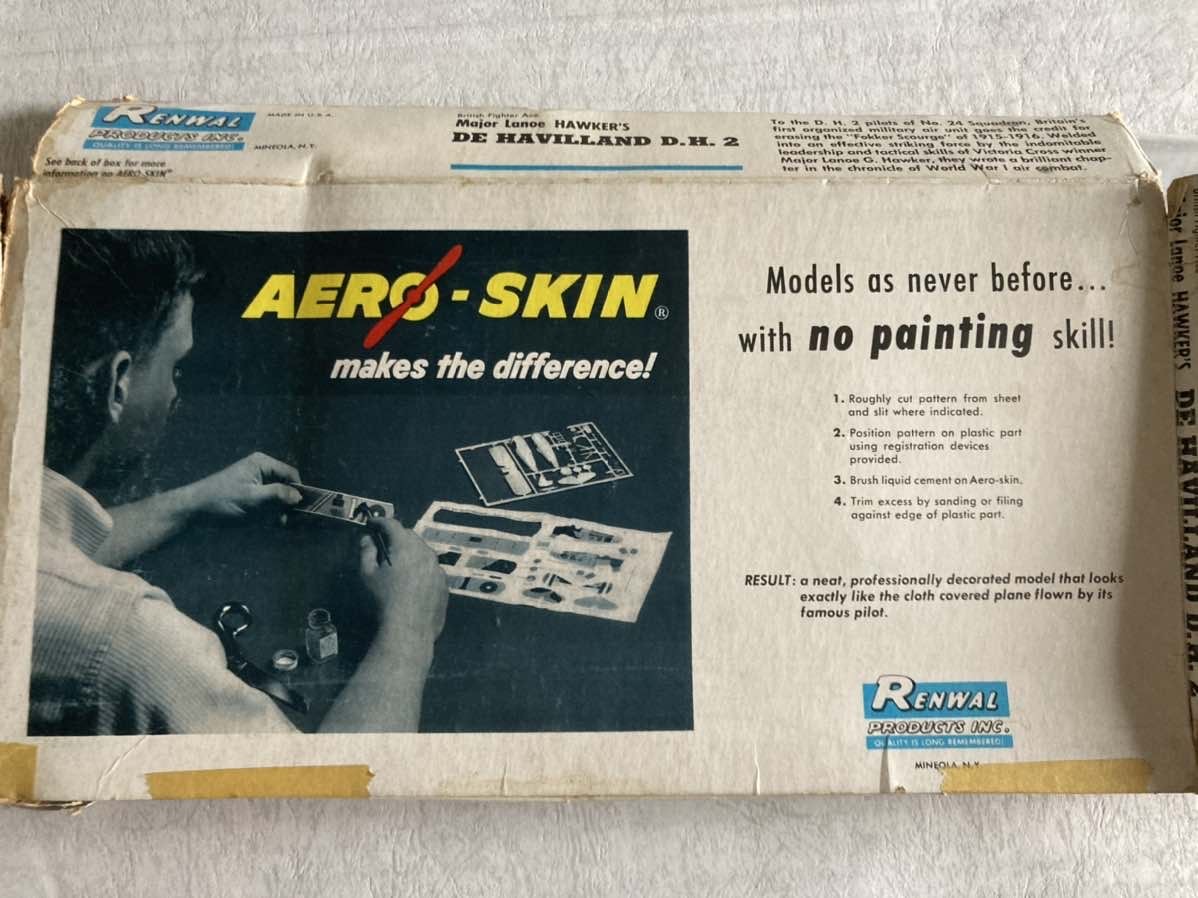 RENWAL
PRODUCTS INC.
QUALITY IS LONG REMEMBERED!
MADE IN U.S.A.
MINEOLA, N.Y.
See back of box for more
information on AERO-SKIN
British Fighter Ace
Major Lanoe HAWKER'S
DE HAVILLAND D.H. 2
To the D. H. 2 pilots of No. 24 Squadron, Britain's
first organized military air unit goes the credit for
erasing the "Fokker Scourge" of 1915-1916. Welded
into an effective striking force by the indomitable
leadership and tactical skills of Victoria Cross winner
Major Lanoe G. Hawker, they wrote a brilliant chap-
ter in the chronicle of World War I air combat.
AERO-SKIN®
makes the difference!
Models as never before...
with no painting skill!
1. Roughly cut pattern from sheet
and slit where indicated.
2. Position pattern on plastic part
using registration devices
provided.
3. Brush liquid cement on Aero-skin.
4. Trim excess by sanding or filing
against edge of plastic part.
RESULT: a neat, professionally decorated model that looks
exactly like the cloth covered plane flown by its
famous pilot.
RENWAL
PRODUCTS INC.
QUALITY IS LONG REMEMBERED!
MINEOLA, N.Y.
Major Lanoe HAWKER'S
DE HAVILLAND D.H. 2